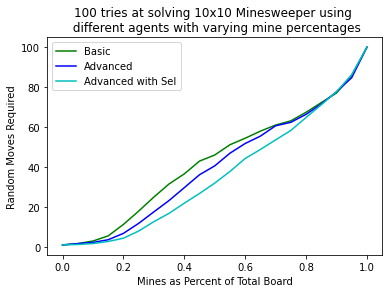 100 tries at solving 10x10 Minesweeper using
different agents with varying mine percentages
Basic
Advanced
Advanced with Sel
Random Moves Required
100
80
60
40
20
0
0.0 0.2 0.4 0.6 0.8 1.0
Mines as Percent of Total Board